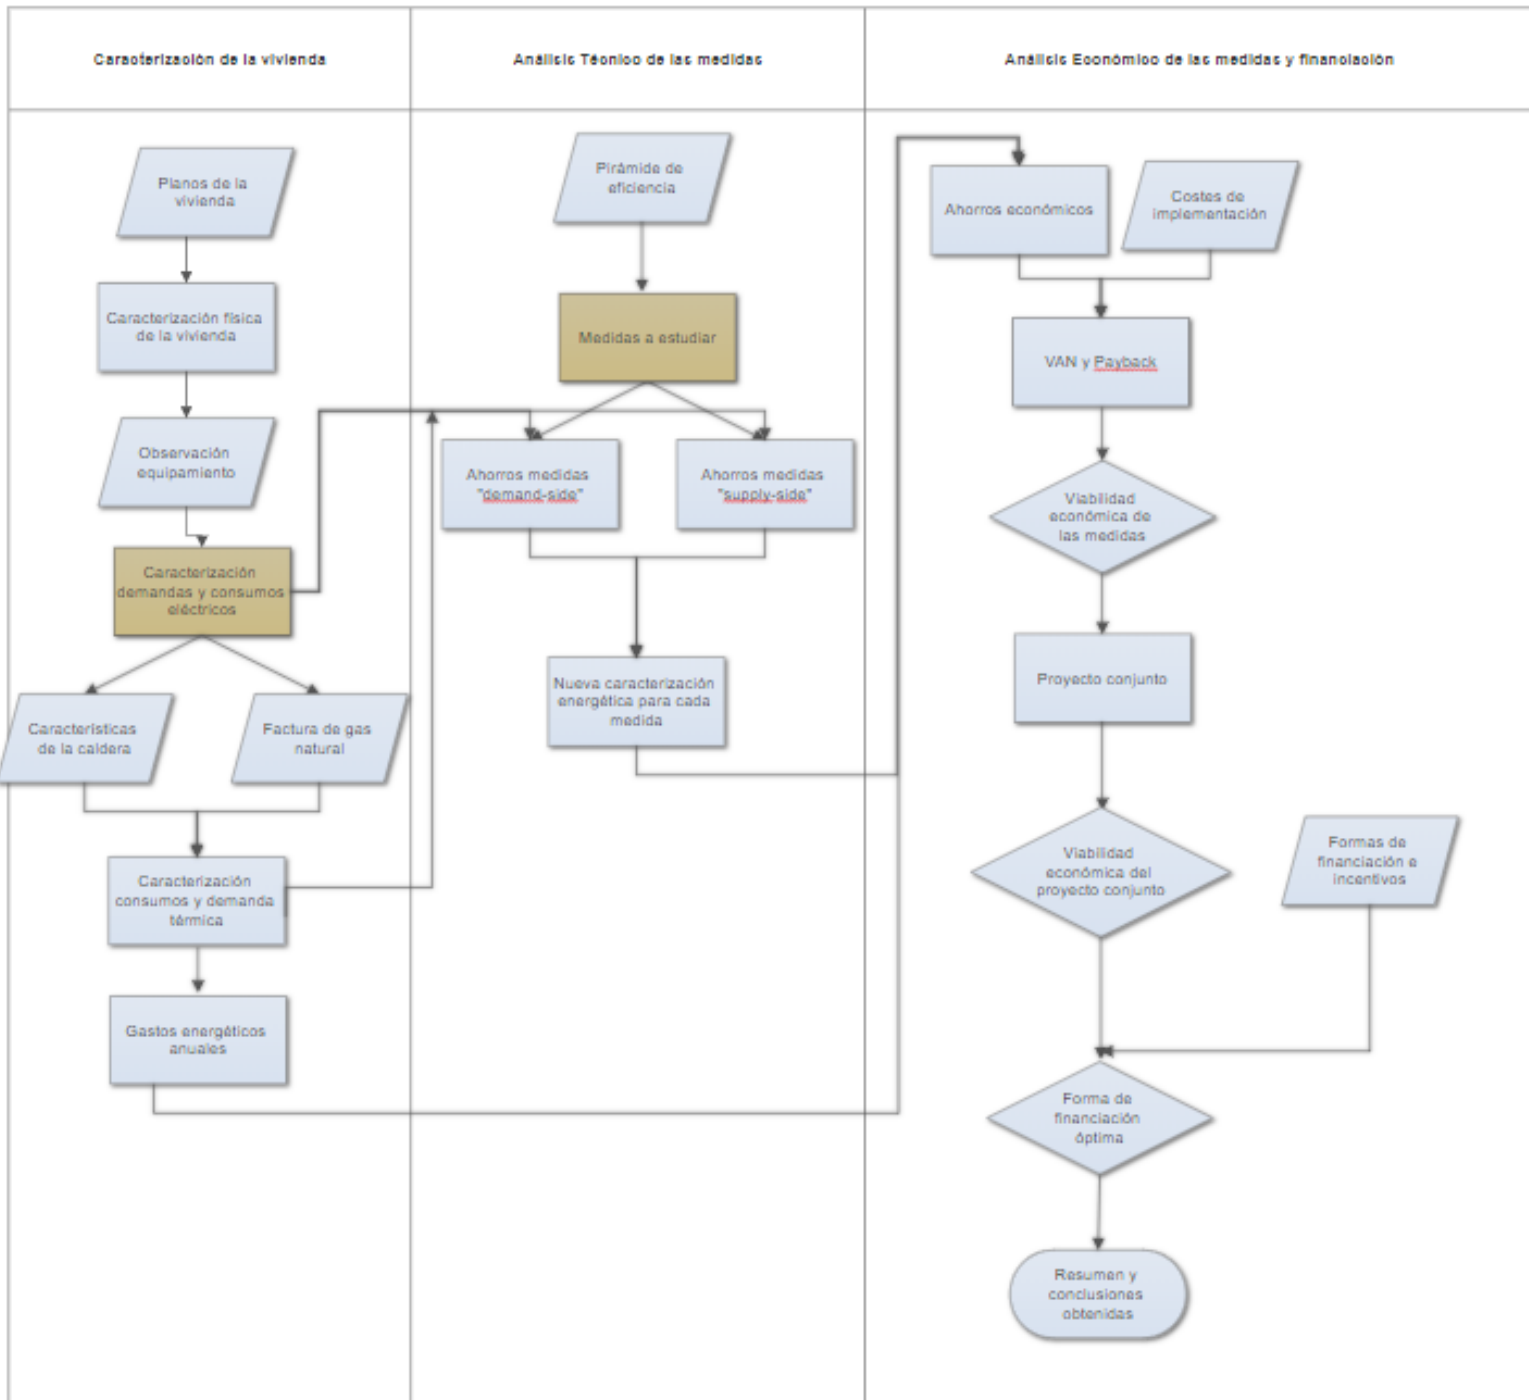 Caracterización de la vivienda
Análisis Técnico de las medidas
Análisis Económico de las medidas y financiación
Planos de la
vivienda
Caracterización física
de la vivienda
Observación
equipamiento
Caracterización
demandas y consumos
eléctricos
Características
de la caldera
Factura de gas
natural
Caracterización
consumos y demanda
térmica
Gastos energéticos
anuales
Pirámide de
eficiencia
Medidas a estudiar
Ahorros medidas
"demand-side"
Ahorros medidas
"supply-side"
Nueva caracterización
energética para cada
medida
Ahorros económicos
Costes de
implementación
VAN y Payback
Viabilidad
económica de
las medidas
Proyecto conjunto
Viabilidad
económica del
proyecto conjunto
Formas de
financiación e
incentivos
Forma de
financiación
óptima
Resumen y
conclusiones
obtenidas